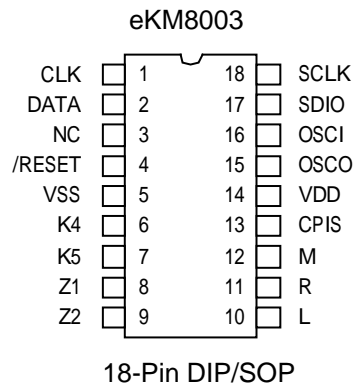 eKM8003
CLK 1 18 SCLK
DATA 2 17 SDIO
NC 3 16 OSCI
/RESET 4 15 OSCO
VSS 5 14 VDD
K4 6 13 CPIS
K5 7 12 M
Z1 8 11 R
Z2 9 10 L
18-Pin DIP/SOP